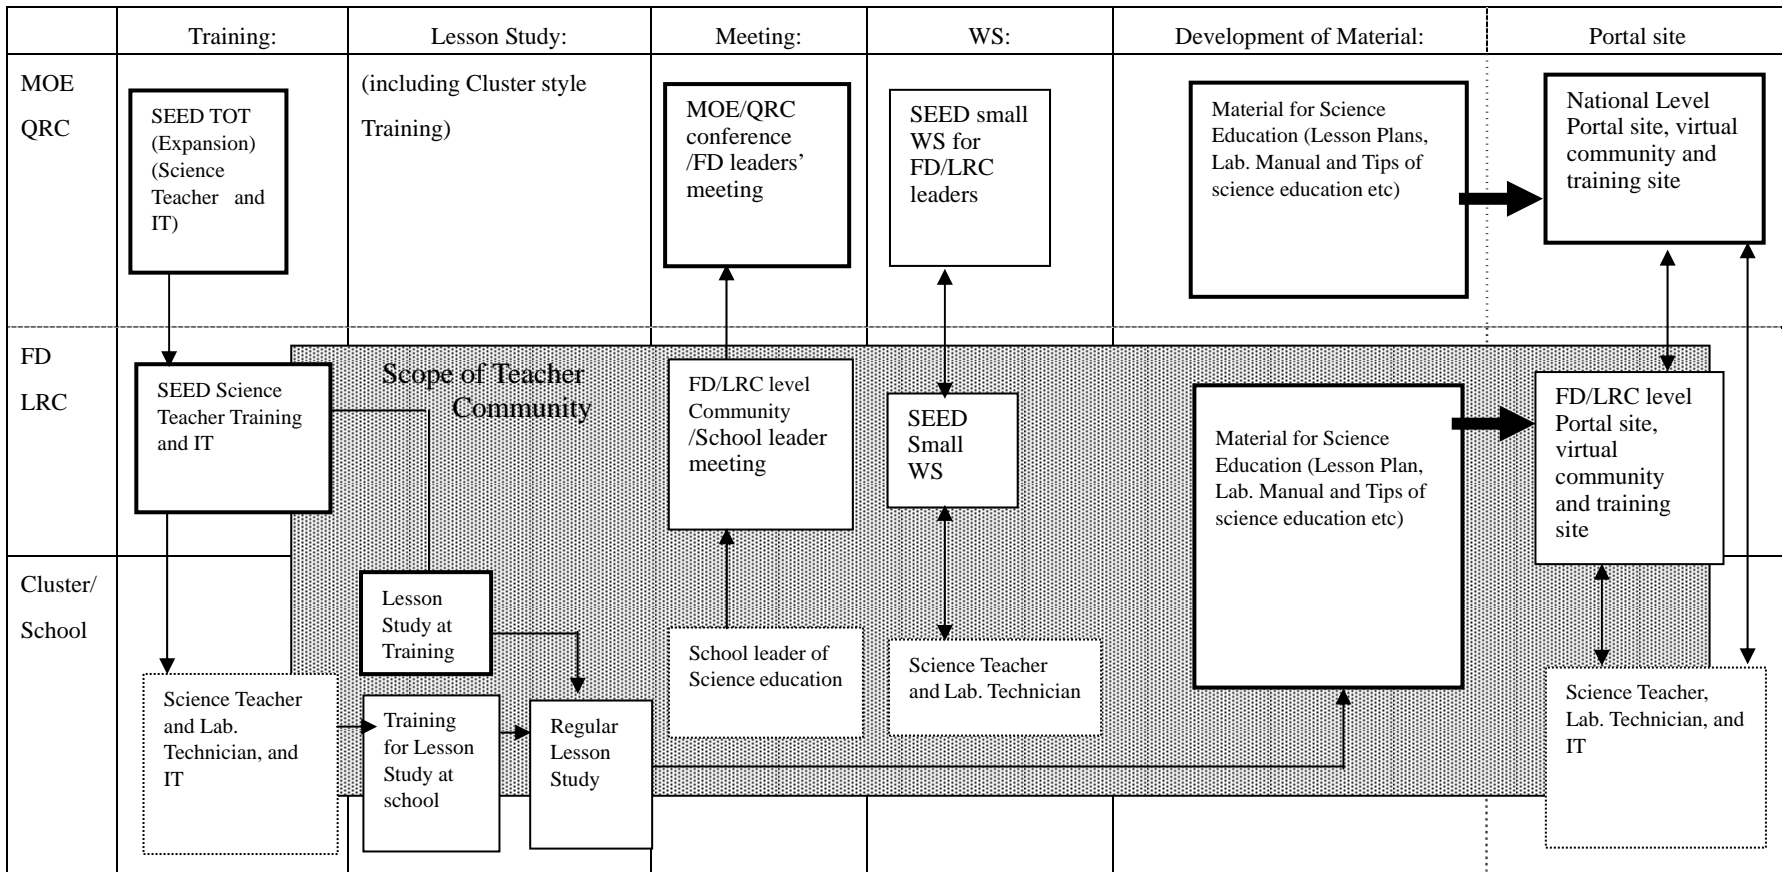 Training:
Lesson Study:
Meeting:
WS:
Development of Material:
Portal site
MOE
QRC
SEED TOT
(Expansion)
(Science
Teacher and
IT)
(including Cluster style
Training)
MOE/QRC
conference
/FD leaders’
meeting
SEED small
WS for
FD/LRC
leaders
Material for Science
Education (Lesson Plans,
Lab. Manual and Tips of
science education etc)
National Level
Portal site, virtual
community and
training site
FD
LRC
SEED Science
Teacher Training
and IT
Scope of Teacher
Community
FD/LRC level
Community
/School leader
meeting
SEED
Small
WS
Material for Science
Education (Lesson Plan,
Lab. Manual and Tips of
science education etc)
FD/LRC level
Portal site,
virtual
community
and training
site
Cluster/
School
Science Teacher
and Lab.
Technician, and
IT
Lesson
Study at
Training
Training
for Lesson
Study at
school
Regular
Lesson
Study
School leader of
Science education
Science Teacher
and Lab. Technician
Science Teacher,
Lab. Technician, and
IT